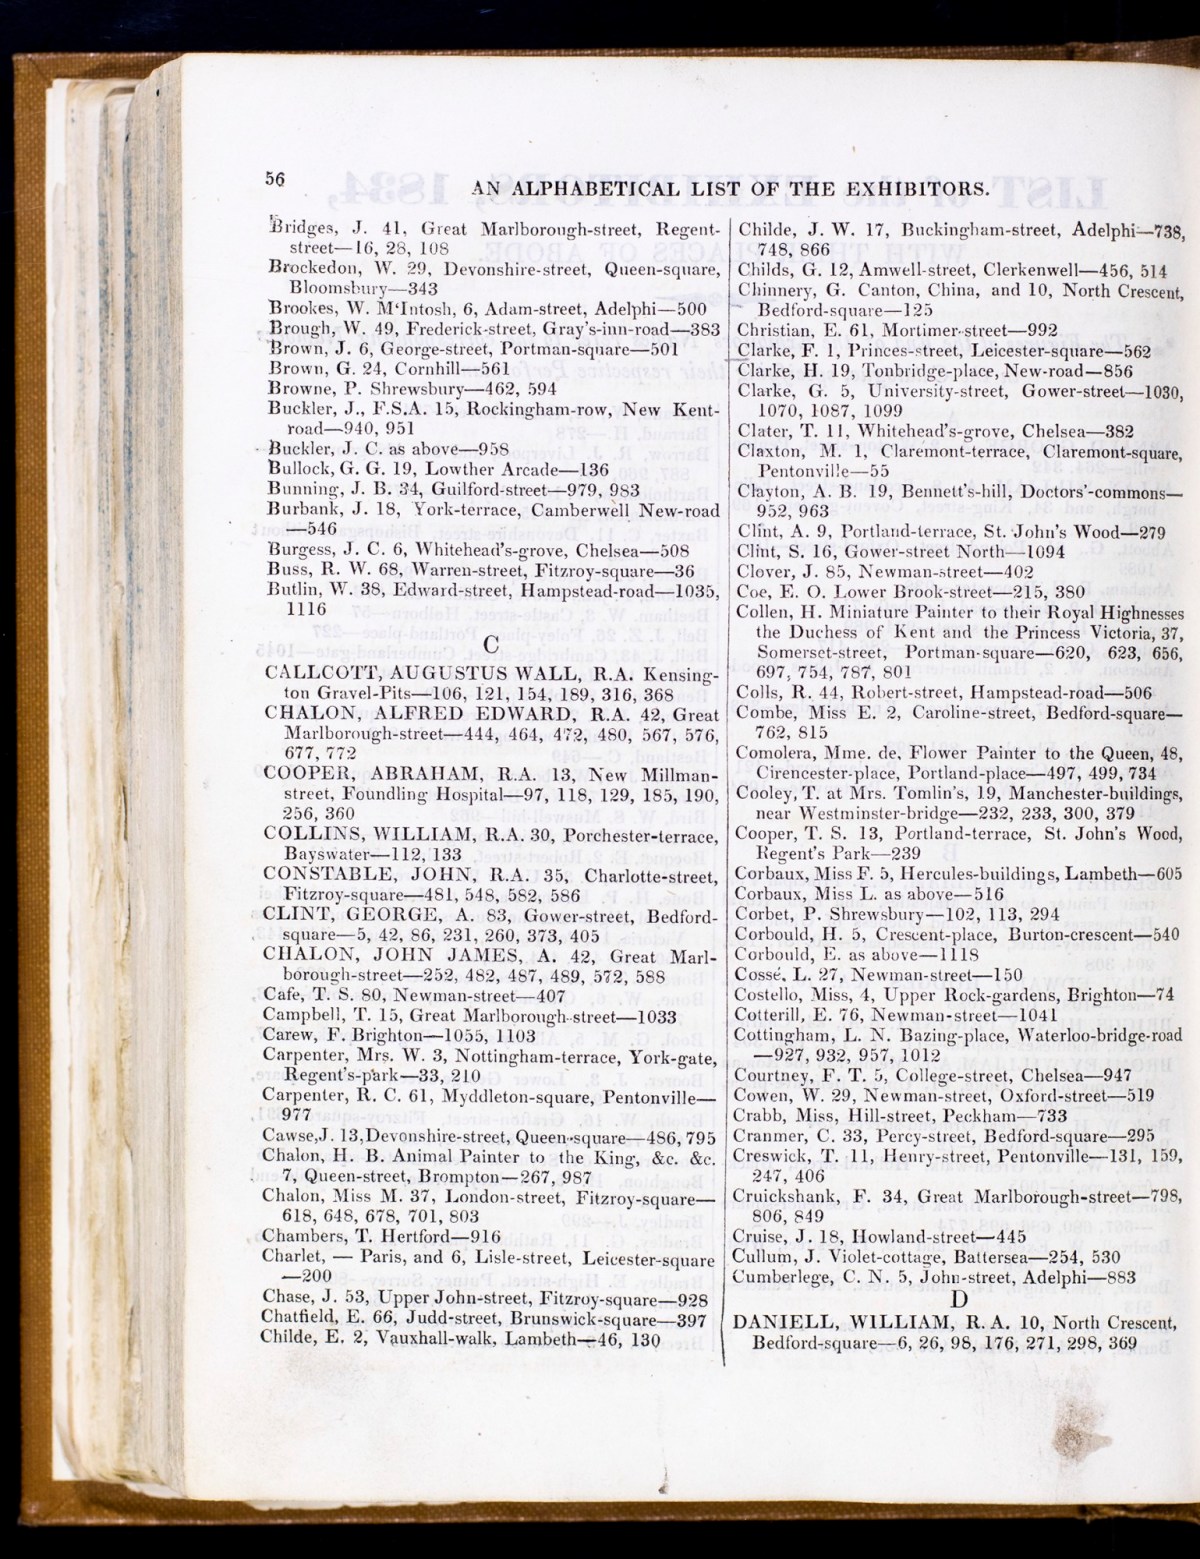 56
AN ALPHABETICAL LIST OF THE EXHIBITORS.
Bridges, J. 41, Great Marlborough-street, Regent-
street—16, 28, 108
Brockedon, W. 29, Devonshire-street, Queen-square,
Bloomsbury—343
Brookes, W. M‘Intosh, 6, Adam-street, Adelphi—500
Brough, W. 49, Frederick-street, Gray's-inn-road—383
Brown, J. 6, George-street, Portman-square—501
Brown, G. 24, Cornhill—561
Browne, P. Shrewsbury—462, 594
Buckler, J., F.S.A. 15, Rockingham-row, New Kent-
road—940, 951
Buckler, J. C. as above—958
Bullock, G. G. 19, Lowther Arcade—136
Bunning, J. B. 34, Guilford-street—979, 983
Burbank, J. 18, York-terrace, Camberwell New-road
—546
Burgess, J. C. 6, Whitehead's-grove, Chelsea—508
Buss, R. W. 68, Warren-street, Fitzroy-square—36
Butlin, W. 38, Edward-street, Hampstead-road—1035,
1116
C
CALLCOTT, AUGUSTUS WALL, R.A. Kensing-
ton Gravel-Pits—106, 121, 154, 189, 316, 368
CHALON, ALFRED EDWARD, R.A. 42, Great
Marlborough-street—444, 464, 472, 480, 567, 576,
677, 772
COOPER, ABRAHAM, R.A. 13, New Millman-
street, Foundling Hospital—97, 118, 129, 185, 190,
256, 360
COLLINS, WILLIAM, R.A. 30, Porchester-terrace,
Bayswater—112, 133
CONSTABLE, JOHN, R.A. 35, Charlotte-street,
Fitzroy-square—481, 548, 582, 586
CLINT, GEORGE, A. 83, Gower-street, Bedford-
square—5, 42, 86, 231, 260, 373, 405
CHALON, JOHN JAMES, A. 42, Great Marl-
borough-street—252, 482, 487, 489, 572, 588
Cafe, T. S. 80, Newman-street—407
Campbell, T. 15, Great Marlborough-street—1033
Carew, F. Brighton—1055, 1103
Carpenter, Mrs. W. 3, Nottingham-terrace, York-gate,
Regent's-park—33, 210
Carpenter, R. C. 61, Myddleton-square, Pentonville—
977
Cawse, J. 13, Devonshire-street, Queen-square—486, 795
Chalon, H. B. Animal Painter to the King, &c. &c.
7, Queen-street, Brompton—267, 987
Chalon, Miss M. 37, London-street, Fitzroy-square—
618, 648, 678, 701, 803
Chambers, T. Hertford—916
Charlet, — Paris, and 6, Lisle-street, Leicester-square
—200
Chase, J. 53, Upper John-street, Fitzroy-square—928
Chatfield, E. 66, Judd-street, Brunswick-square—397
Childe, E. 2, Vauxhall-walk, Lambeth—46, 130
Childe, J. W. 17, Buckingham-street, Adelphi—738,
748, 866
Childs, G. 12, Amwell-street, Clerkenwell—456, 514
Chinnery, G. Canton, China, and 10, North Crescent,
Bedford-square—125
Christian, E. 61, Mortimer-street—992
Clarke, F. 1, Princes-street, Leicester-square—562
Clarke, H. 19, Tonbridge-place, New-road—856
Clarke, G. 5, University-street, Gower-street—1030,
1070, 1087, 1099
Clater, T. 11, Whitehead's-grove, Chelsea—382
Claxton, M. 1, Claremont-terrace, Claremont-square,
Pentonville—55
Clayton, A. B. 19, Bennett's-hill, Doctors'-commons—
952, 963
Clint, A. 9, Portland-terrace, St. John's Wood—279
Clint, S. 16, Gower-street North—1094
Clover, J. 85, Newman-street—402
Coe, E. O. Lower Brook-street—215, 380
Collen, H. Miniature Painter to their Royal Highnesses
the Duchess of Kent and the Princess Victoria, 37,
Somerset-street, Portman-square—620, 623, 656,
697, 754, 787, 801
Colls, R. 44, Robert-street, Hampstead-road—506
Combe, Miss E. 2, Caroline-street, Bedford-square—
762, 815
Comolera, Mme. de, Flower Painter to the Queen, 48,
Cirencester-place, Portland-place—497, 499, 734
Cooley, T. at Mrs. Tomlin's, 19, Manchester-buildings,
near Westminster-bridge—232, 233, 300, 379
Cooper, T. S. 13, Portland-terrace, St. John's Wood,
Regent's Park—239
Corbaux, Miss F. 5, Hercules-buildings, Lambeth—605
Corbaux, Miss L. as above—516
Corbet, P. Shrewsbury—102, 113, 294
Corbould, H. 5, Crescent-place, Burton-crescent—540
Corbould, E. as above—1118
Cossé, L. 27, Newman-street—150
Costello, Miss, 4, Upper Rock-gardens, Brighton—74
Cotterill, E. 76, Newman-street—1041
Cottingham, L. N. Bazing-place, Waterloo-bridge-road
—927, 932, 957, 1012
Courtney, F. T. 5, College-street, Chelsea—947
Cowen, W. 29, Newman-street, Oxford-street—519
Crabb, Miss, Hill-street, Peckham—733
Cranmer, C. 33, Percy-street, Bedford-square—295
Creswick, T. 11, Henry-street, Pentonville—131, 159,
247, 406
Cruickshank, F. 34, Great Marlborough-street—798,
806, 849
Cruise, J. 18, Howland-street—445
Cullum, J. Violet-cottage, Battersea—254, 530
Cumberlege, C. N. 5, John-street, Adelphi—883
D
DANIELL, WILLIAM, R.A. 10, North Crescent,
Bedford-square—6, 26, 98, 176, 271, 298, 369